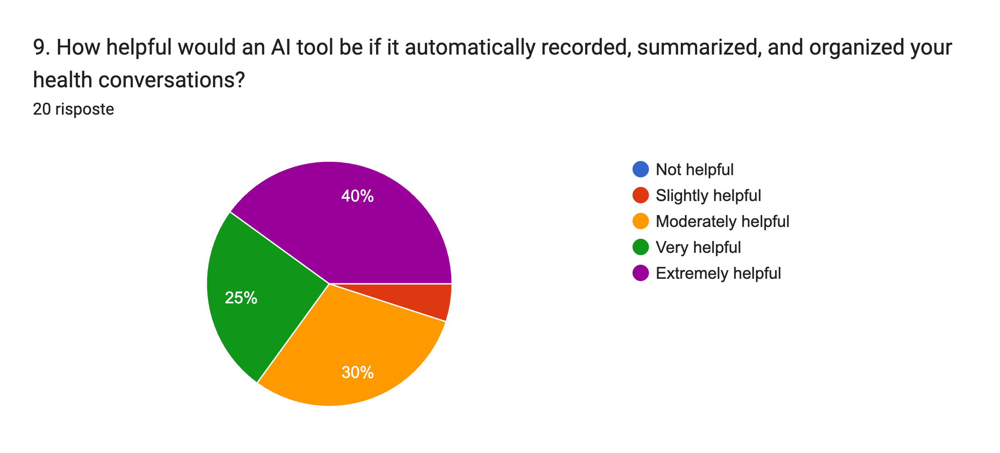 9. How helpful would an AI tool be if it automatically recorded, summarized, and organized your
health conversations?
20 risposte
40%
25%
30%
Not helpful
Slightly helpful
Moderately helpful
Very helpful
Extremely helpful